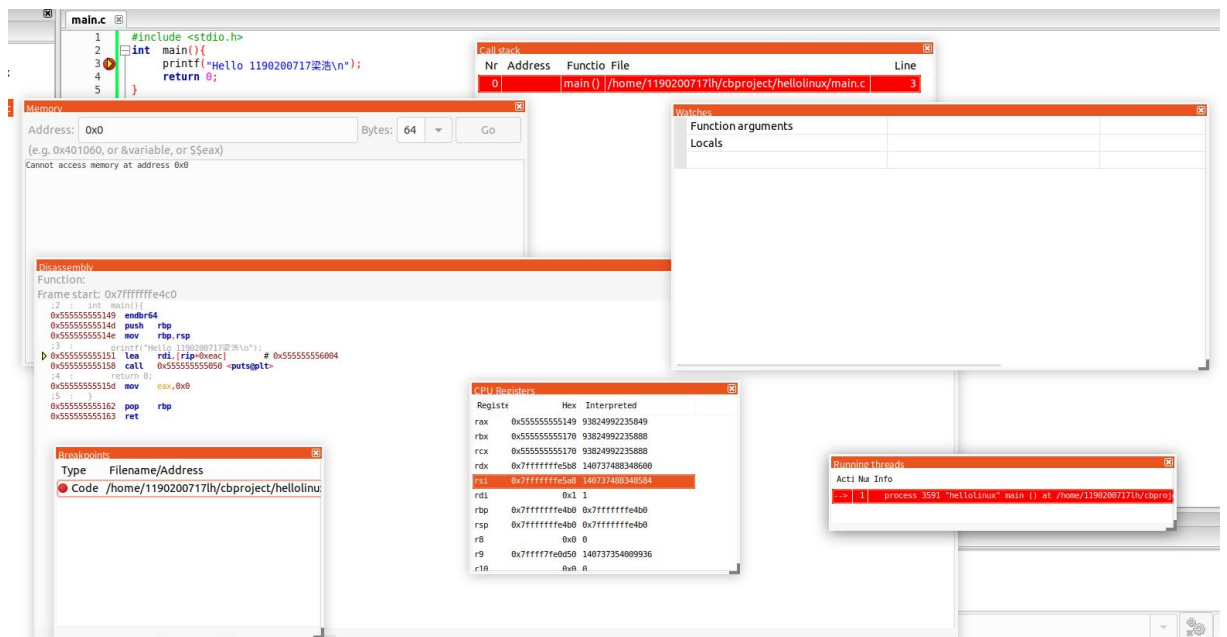 main.c
1 #include <stdio.h>
2 int main(){
3 printf("Hello 1190200717梁浩\n");
4 return 0;
5 }
Call stack
Nr Address Functio File Line
0 main () /home/1190200717lh/cbproject/hellolinux/main.c 3
Memory
Address: 0x0 Bytes: 64 Go
(e.g. 0x401060, or &variable, or $$eax)
Cannot access memory at address 0x0
Watches
Function arguments
Locals
Disassembly
Function:
Frame start: 0x7fffffffe4c0
;2 : int main(){
0x555555555149 endbr64
0x55555555514d push rbp
0x55555555514e mov rbp,rsp
;3 : printf("Hello 1190200717梁浩\n");
0x555555555151 lea rdi,[rip+0xeac] # 0x555555556004
0x555555555158 call 0x555555555050 <puts@plt>
;4 : return 0;
0x55555555515d mov eax,0x0
;5 : }
0x555555555162 pop rbp
0x555555555163 ret
CPU Registers
Registe Hex Interpreted
rax 0x555555555149 93824992235849
rbx 0x555555555170 93824992235888
rcx 0x555555555170 93824992235888
rdx 0x7fffffffe5b8 140737488348600
rsi 0x7fffffffe5a8 140737488348584
rdi 0x1 1
rbp 0x7fffffffe4b0 0x7fffffffe4b0
rsp 0x7fffffffe4b0 0x7fffffffe4b0
r8 0x0 0
r9 0x7ffff7fe0d50 140737354009936
r10 0x0 0
Breakpoints
Type Filename/Address
Code /home/1190200717lh/cbproject/hellolinu
Running threads
Acti Nur Info
--> 1 process 3591 "hellolinux" main () at /home/1190200717lh/cbproj